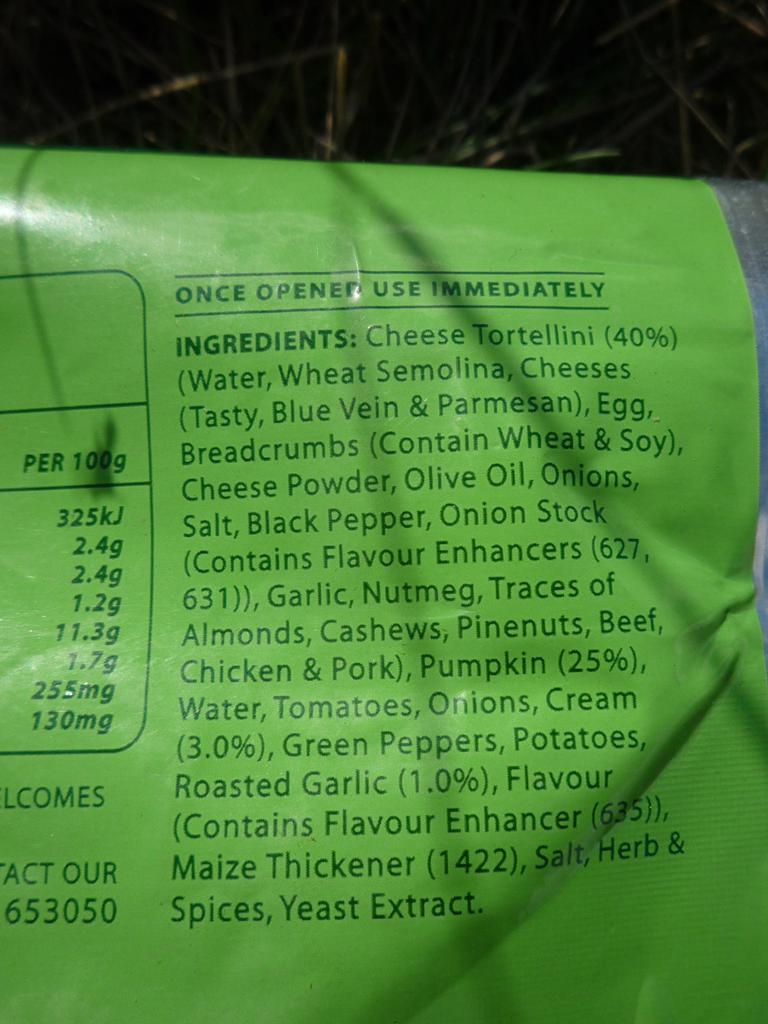 ONCE OPENED USE IMMEDIATELY
INGREDIENTS: Cheese Tortellini (40%)
(Water, Wheat Semolina, Cheeses
(Tasty, Blue Vein & Parmesan), Egg,
Breadcrumbs (Contain Wheat & Soy),
Cheese Powder, Olive Oil, Onions,
Salt, Black Pepper, Onion Stock
(Contains Flavour Enhancers (627,
631)), Garlic, Nutmeg, Traces of
Almonds, Cashews, Pinenuts, Beef,
Chicken & Pork), Pumpkin (25%),
Water, Tomatoes, Onions, Cream
(3.0%), Green Peppers, Potatoes,
Roasted Garlic (1.0%), Flavour
(Contains Flavour Enhancer (635)),
Maize Thickener (1422), Salt, Herb &
Spices, Yeast Extract.
PER 100g
325kJ
2.4g
2.4g
1.2g
11.3g
1.7g
255mg
130mg
ELCOMES
TACT OUR
653050